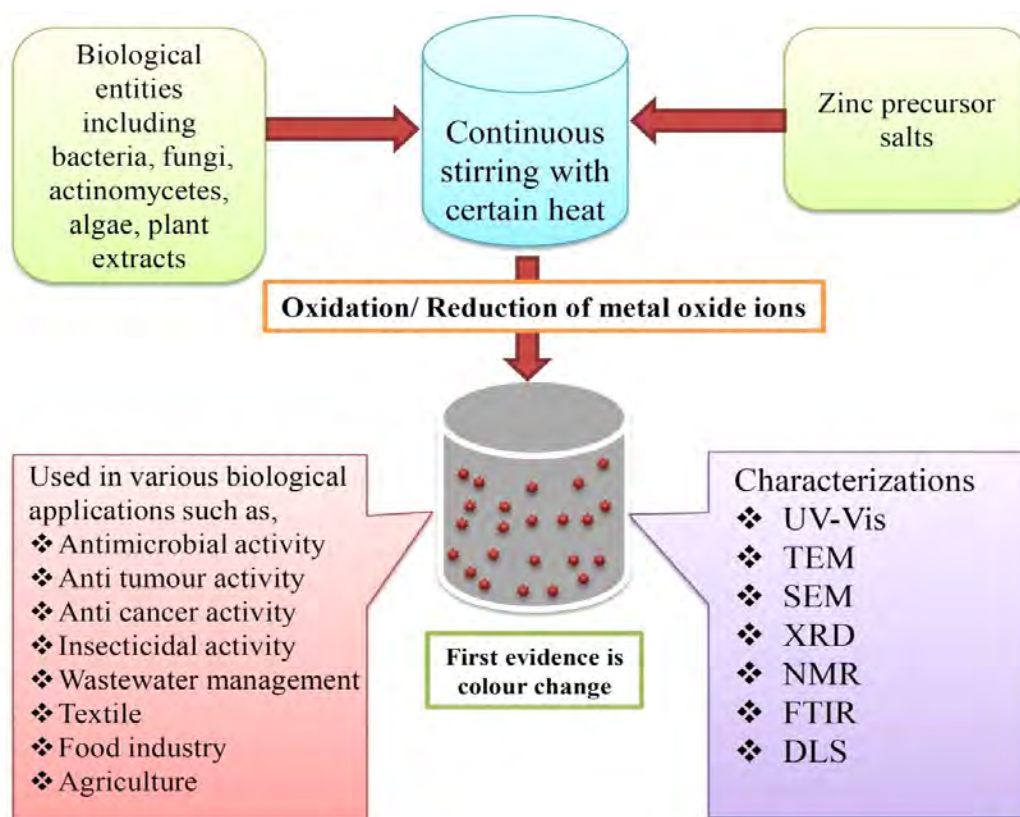 Biological
entities
including
bacteria, fungi,
actinomycetes,
algae, plant
extracts
Continuous
stirring with
certain heat
Zinc precursor
salts
Oxidation/ Reduction of metal oxide ions
Used in various biological
applications such as,
❖ Antimicrobial activity
❖ Anti tumour activity
❖ Anti cancer activity
❖ Insecticidal activity
❖ Wastewater management
❖ Textile
❖ Food industry
❖ Agriculture
First evidence is
colour change
Characterizations
❖ UV-Vis
❖ TEM
❖ SEM
❖ XRD
❖ NMR
❖ FTIR
❖ DLS